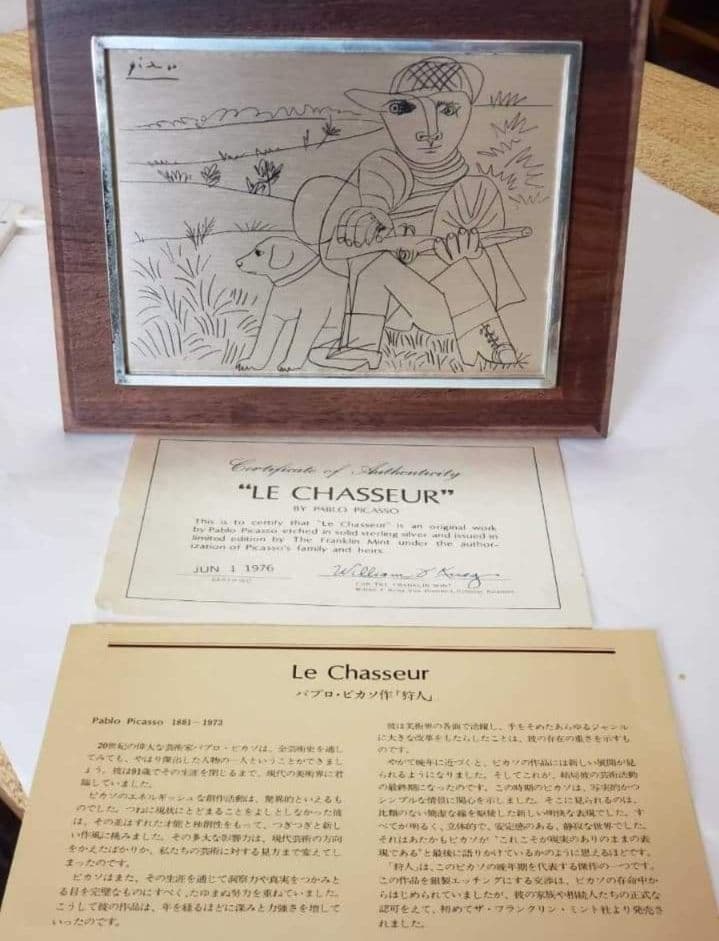 Picasso
Certificate of Authenticity
"LE CHASSEUR"
BY PABLO PICASSO
This is to certify that "Le Chasseur" is an original work
by Pablo Picasso etched in solid sterling silver and issued in
limited edition by The Franklin Mint under the author-
ization of Picasso's family and heirs.
JUN 1 1976
FOR THE FRANKLIN MINT
Le Chasseur
パブロ・ピカソ作「狩人」
Pablo Picasso 1881-1973
20世紀の偉大な芸術家パブロ・ピカソは、全芸術史を通し
てみても、やはり傑出した人物の一人ということができまし
ょう。彼は91歳でその生涯を閉じるまで、現代の美術界に君
臨していました。
ピカソのエネルギッシュな創作活動は、驚異的といえるも
のでした。つねに現状にとどまることをよしとしなかった彼
は、その並はずれた才能と独創性をもって、つぎつぎと新し
い作風に挑みました。その多大な影響力は、現代芸術の方向
をかえたばかりか、私たちの芸術に対する見方まで変えてし
まったのです。
ピカソはまた、その生涯を通じて洞察力や真実をつかみと
る目を完璧なものにすべく、たゆまぬ努力を重ねていました。
こうして彼の作品は、年を経るほどに深みと力強さを増して
いったのです。
彼は美術界の各面で活躍し、手をそめたあらゆるジャンル
に大きな改革をもたらしたことは、彼の存在の重さを示すも
のです。
やがて晩年に近づくと、ピカソの作品には新しい展開が見
られるようになりました。そしてこれが、結局彼の芸術活動
の最終期になったのです。この時期のピカソは、写実的かつ
シンプルな情景に関心を示しました。そこに見られるのは、
比類のない簡潔な線を駆使した新しい明快な表現でした。す
べてが明るく、立体的で、安定感のある、静寂な世界でした。
それはあたかもピカソが"これこそが現実のありのままの表
現である"と最後に語りかけているかのように思えるほどです。
「狩人」は、このピカソの晩年期を代表する傑作の一つです。
この作品を銀製エッチングにする交渉は、ピカソの存命中か
らはじめられていましたが、彼の家族や相続人たちの正式な
認可をえて、初めてザ・フランクリン・ミント社より発売さ
れました。